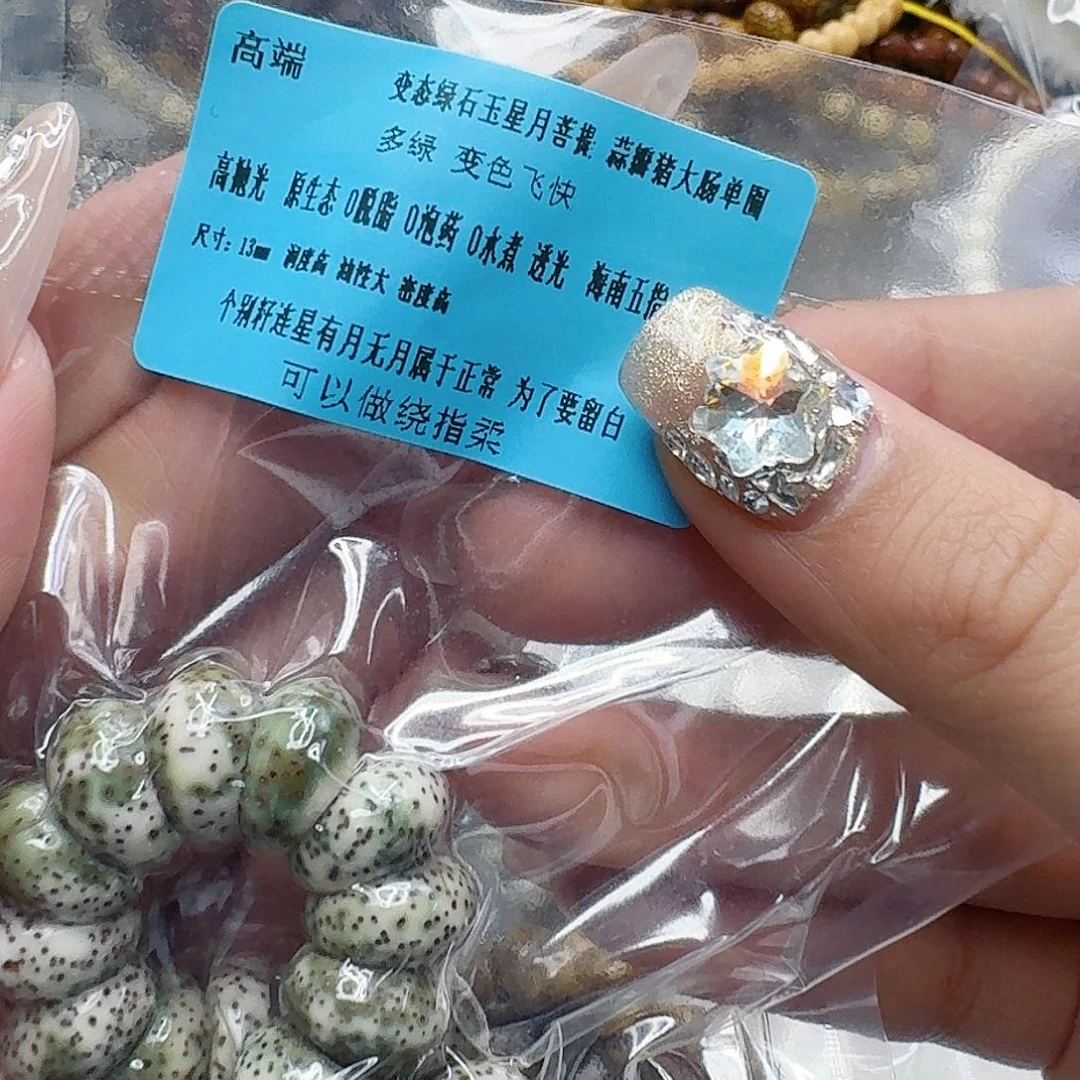 高端
变态绿石玉星月菩提 蒜瓣猪大肠单圈
多绿 变色飞快
高抛光 原生态 0脱脂 0泡药 0水煮 透光 海南五指
尺寸：13mm 润度高 油性大 密度高
个别籽连星有月无月属于正常 为了要留白
可以做绕指柔